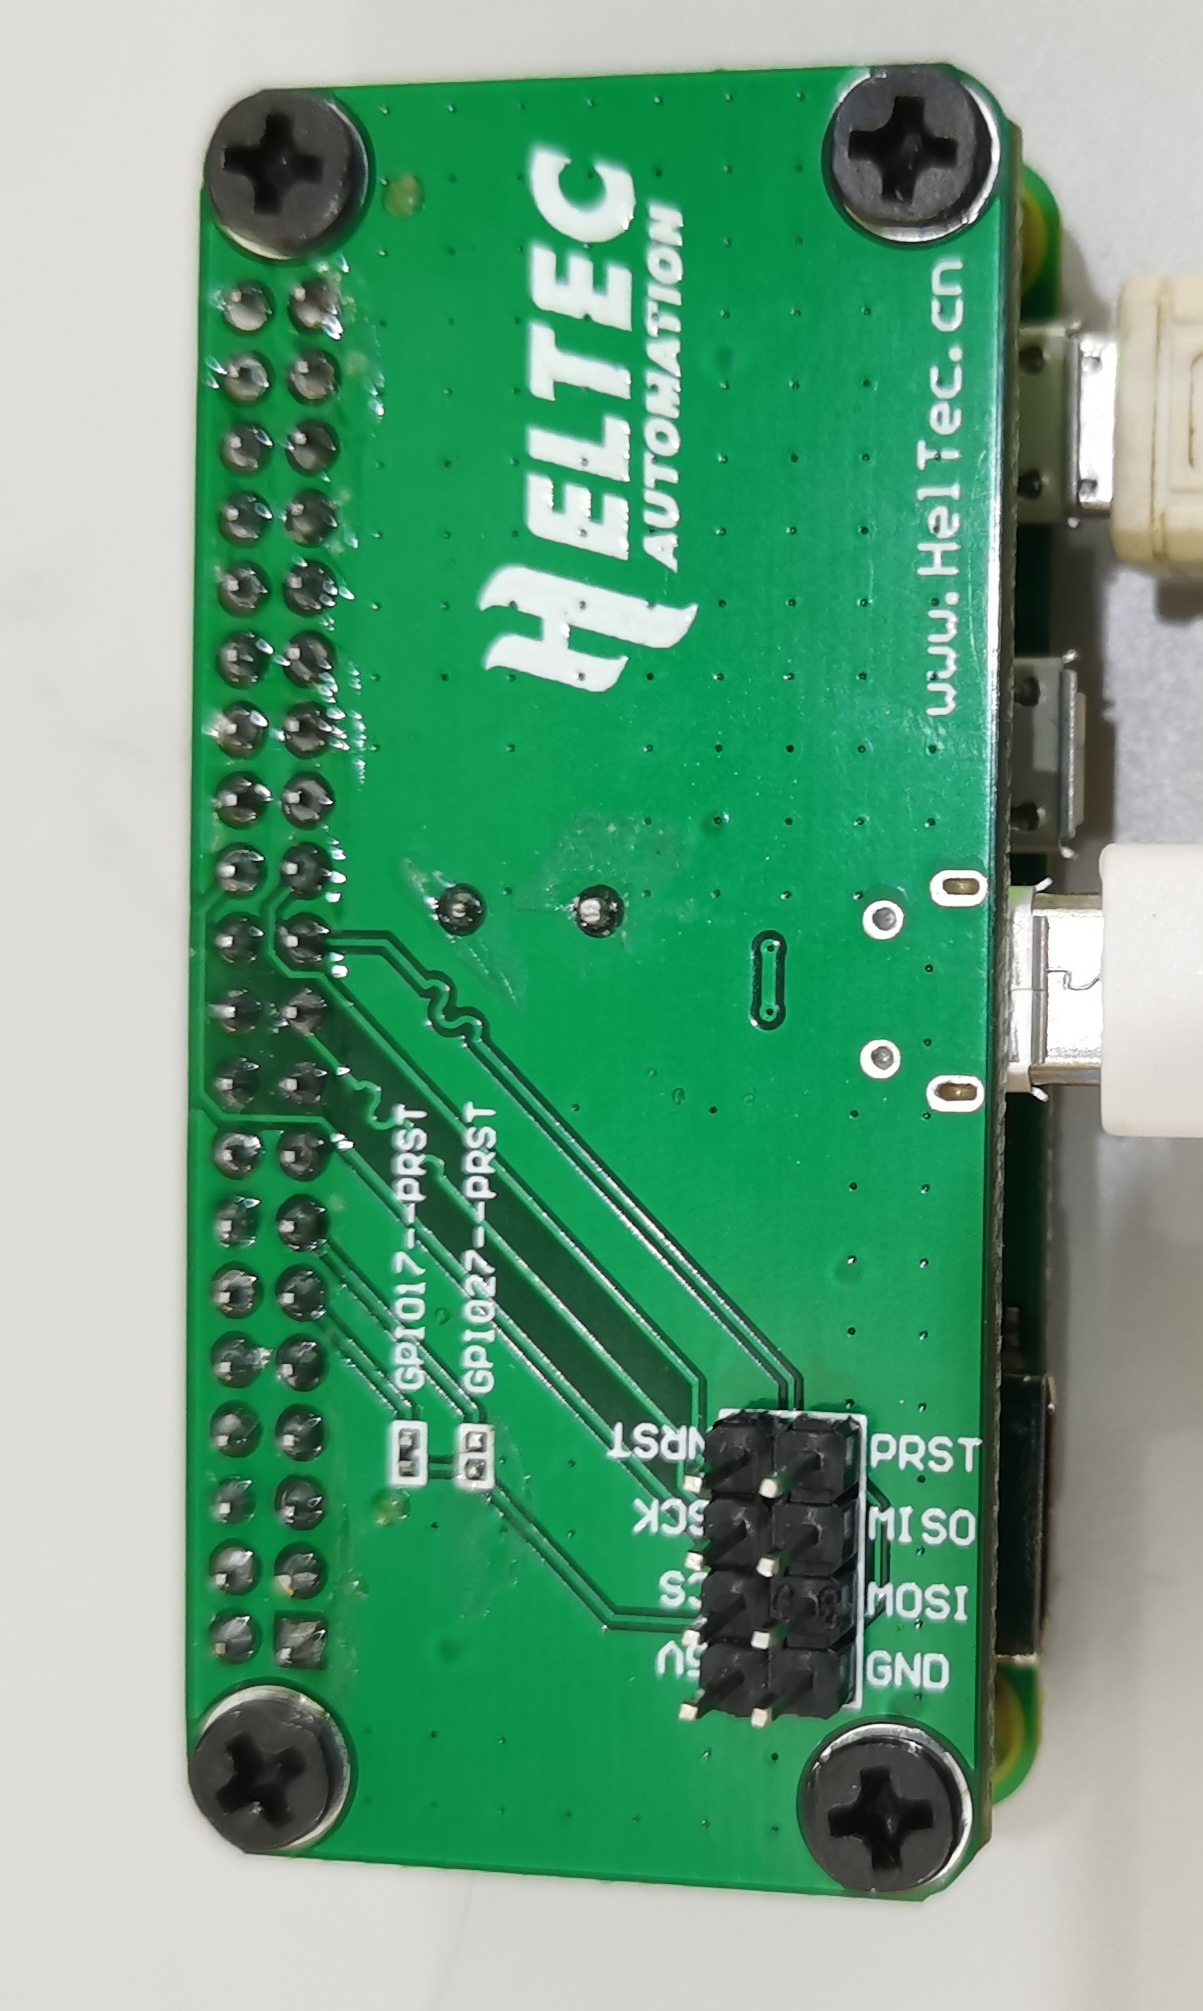 GPIO17--PRST
GPIO27--PRST
HELTEC
AUTOMATION
5V
CS
SCK
NRST
GND
MOSI
MISO
PRST
www.HelTec.cn